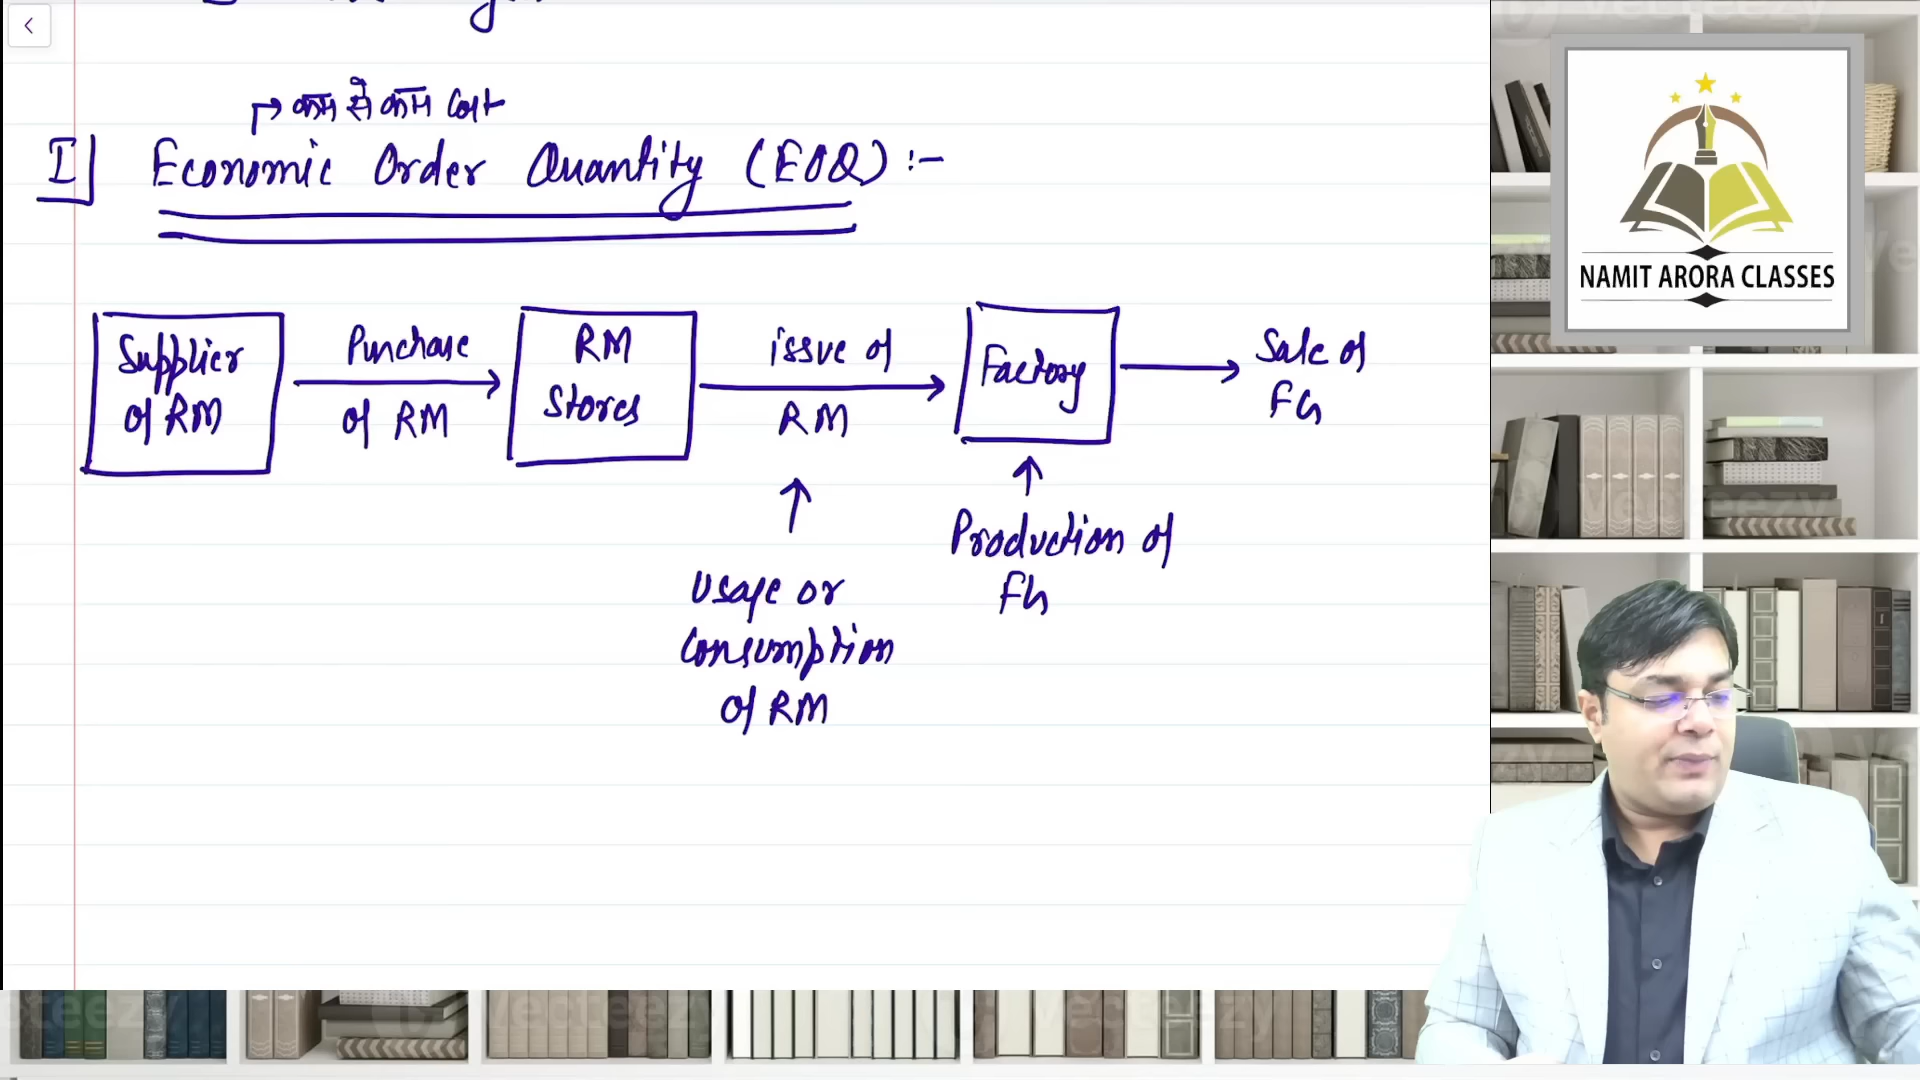 → कम से कम Cost
I] Economic Order Quantity (EOQ) :-
Supplier
of RM
Purchase
of RM
RM
Stores
issue of
RM
Factory
Sale of
FG
Usage or
Consumption
of RM
Production of
FG
NAMIT ARORA CLASSES